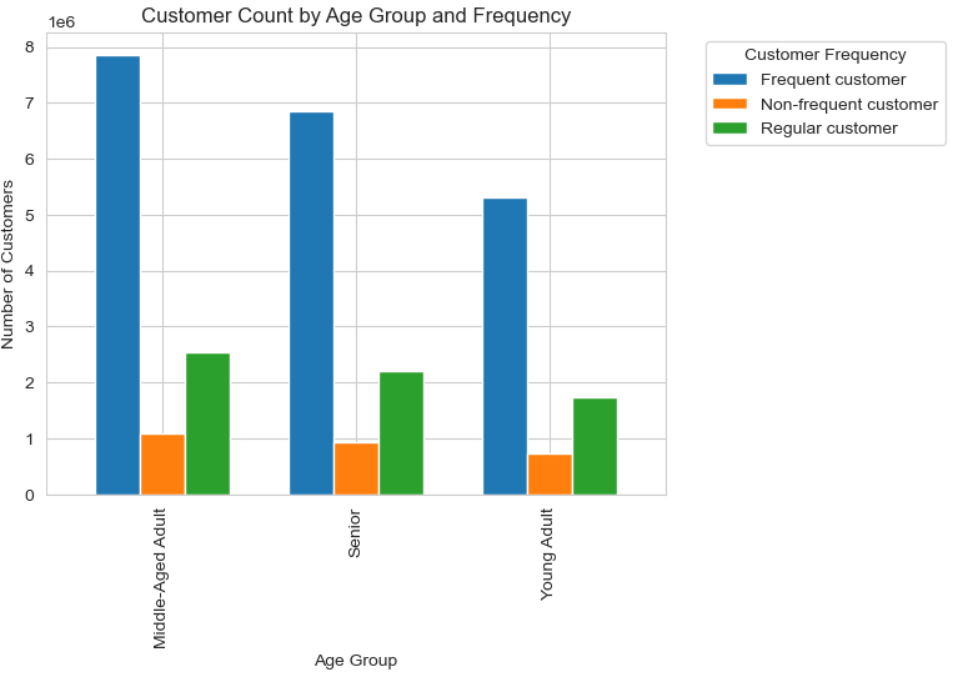 Customer Count by Age Group and Frequency
1e6
8
7
6
5
4
3
2
1
0
Number of Customers
Middle-Aged Adult
Senior
Young Adult
Age Group
Customer Frequency
Frequent customer
Non-frequent customer
Regular customer